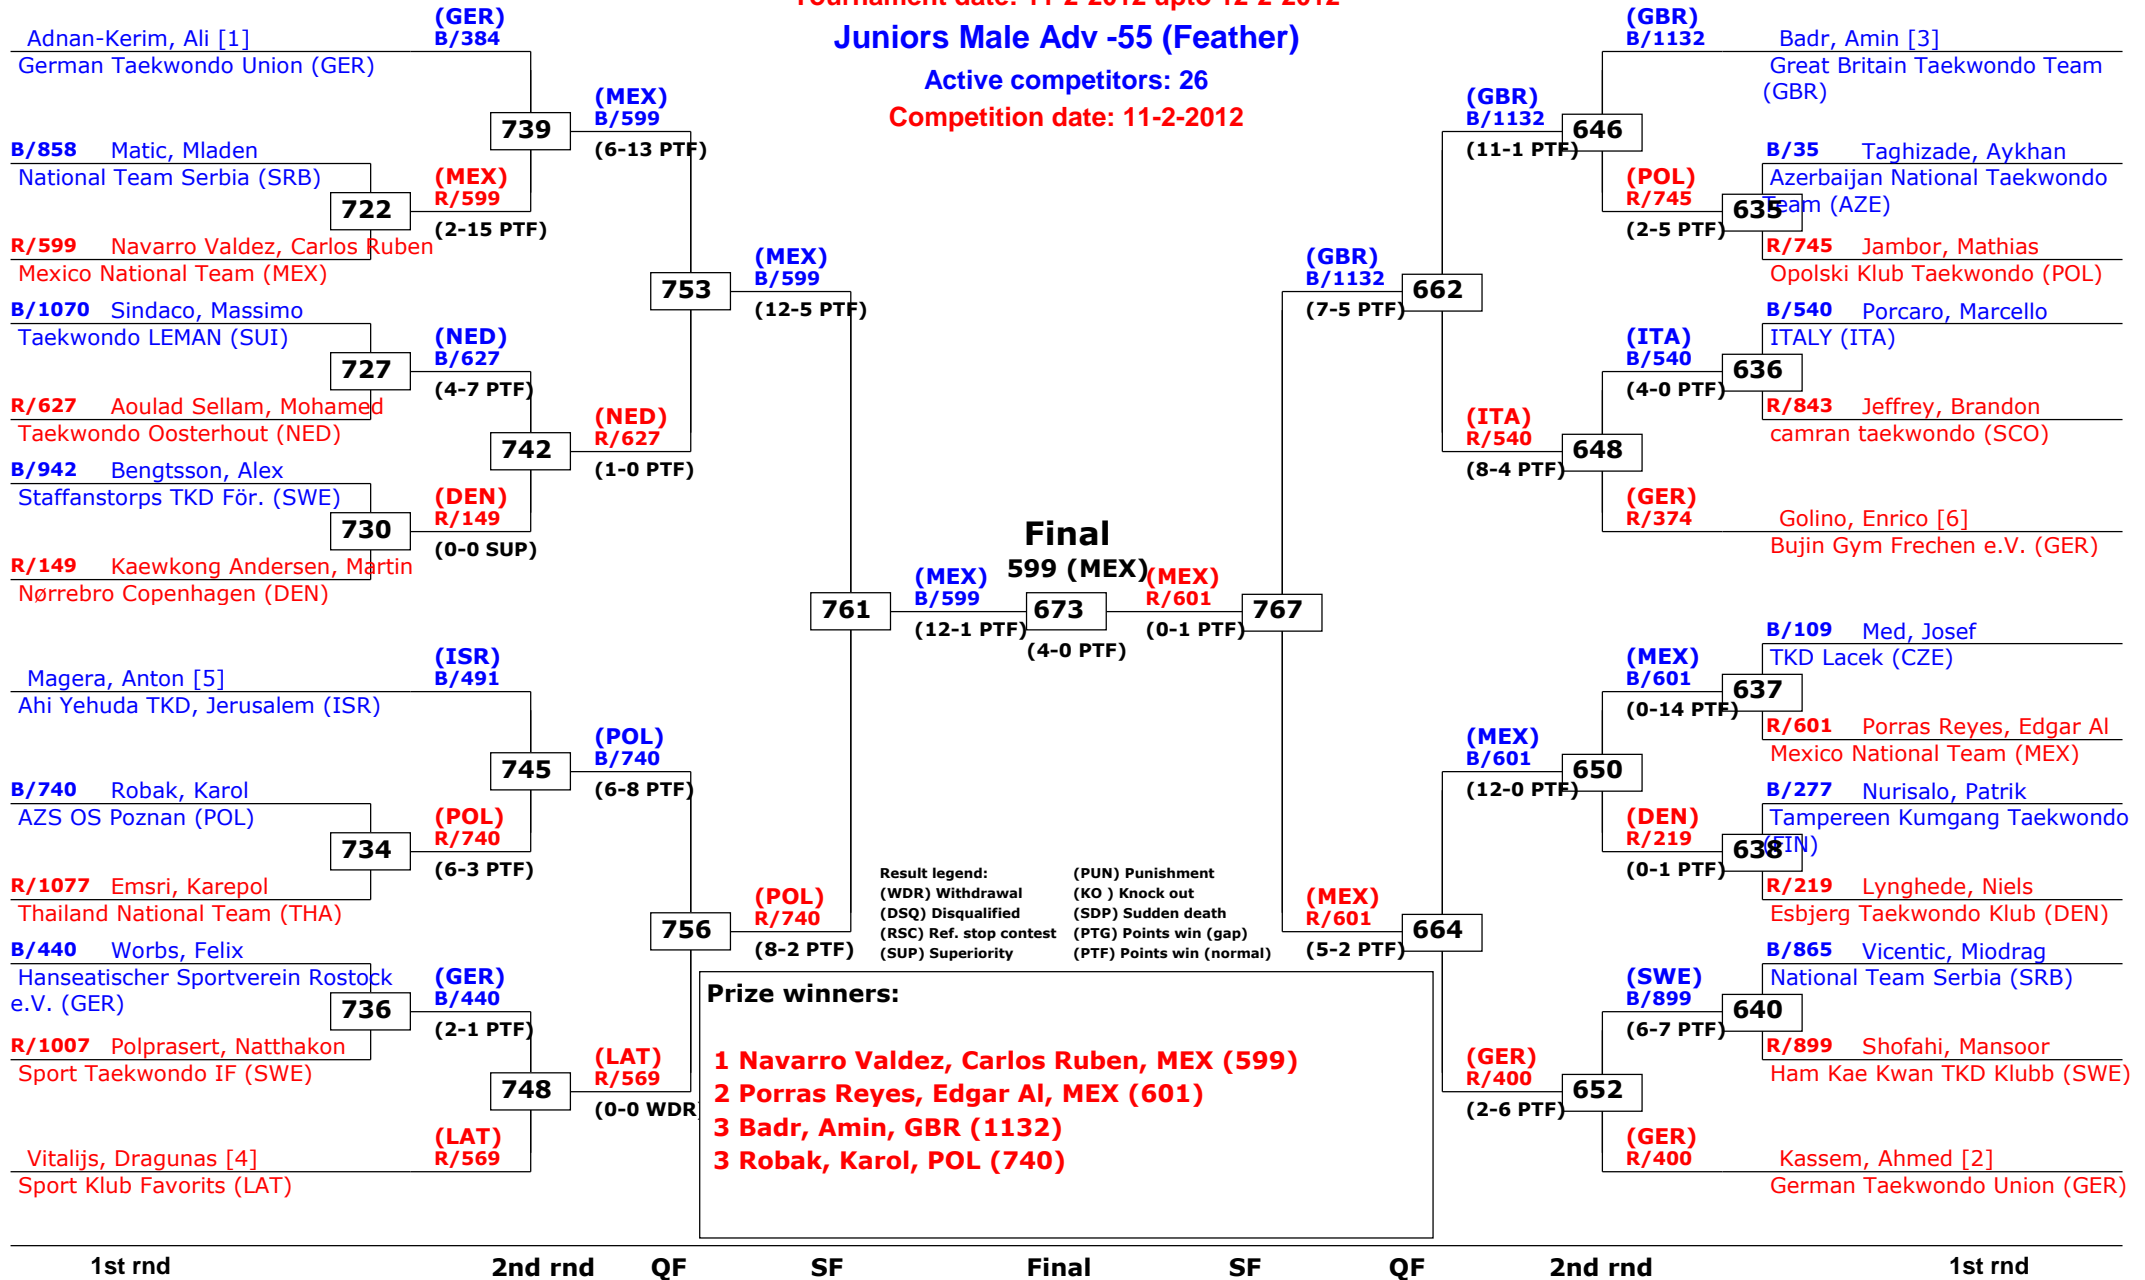 Tournament date: 11-2-2012 upto 12-2-2012
Juniors Male Adv -55 (Feather)
Active competitors: 26
Competition date: 11-2-2012
Adnan-Kerim, Ali [1]
German Taekwondo Union (GER)
(GER)
B/384
B/858 Matic, Mladen
National Team Serbia (SRB)
R/599 Navarro Valdez, Carlos Ruben
Mexico National Team (MEX)
722
(MEX)
R/599
(2-15 PTF)
739
(MEX)
B/599
(6-13 PTF)
B/1070 Sindaco, Massimo
Taekwondo LEMAN (SUI)
R/627 Aoulad Sellam, Mohamed
Taekwondo Oosterhout (NED)
727
(NED)
B/627
(4-7 PTF)
B/942 Bengtsson, Alex
Staffanstorps TKD För. (SWE)
R/149 Kaewkong Andersen, Martin
Nørrebro Copenhagen (DEN)
730
(DEN)
R/149
(0-0 SUP)
742
(NED)
R/627
(1-0 PTF)
753
(MEX)
B/599
(12-5 PTF)
Magera, Anton [5]
Ahi Yehuda TKD, Jerusalem (ISR)
(ISR)
B/491
B/740 Robak, Karol
AZS OS Poznan (POL)
R/1077 Emsri, Karepol
Thailand National Team (THA)
734
(POL)
R/740
(6-3 PTF)
745
(POL)
B/740
(6-8 PTF)
B/440 Worbs, Felix
Hanseatischer Sportverein Rostock
e.V. (GER)
R/1007 Polprasert, Natthakon
Sport Taekwondo IF (SWE)
736
(GER)
B/440
(2-1 PTF)
Vitalijs, Dragunas [4]
Sport Klub Favorits (LAT)
(LAT)
R/569
748
(LAT)
R/569
(0-0 WDR
756
(POL)
R/740
(8-2 PTF)
761
(MEX)
B/599
(12-1 PTF)
Final
599 (MEX)
673
(4-0 PTF)
(MEX)
R/601
(0-1 PTF)
767
(GBR)
B/1132
(7-5 PTF)
662
(GBR)
B/1132
(11-1 PTF)
646
(GBR)
B/1132
Badr, Amin [3]
Great Britain Taekwondo Team
(GBR)
(POL)
R/745
(2-5 PTF)
635
B/35 Taghizade, Aykhan
Azerbaijan National Taekwondo
Team (AZE)
R/745 Jambor, Mathias
Opolski Klub Taekwondo (POL)
(ITA)
R/540
(8-4 PTF)
648
(ITA)
B/540
(4-0 PTF)
636
B/540 Porcaro, Marcello
ITALY (ITA)
R/843 Jeffrey, Brandon
camran taekwondo (SCO)
(GER)
R/374
Golino, Enrico [6]
Bujin Gym Frechen e.V. (GER)
(MEX)
R/601
(5-2 PTF)
664
(MEX)
B/601
(12-0 PTF)
650
(MEX)
B/601
(0-14 PTF)
637
B/109 Med, Josef
TKD Lacek (CZE)
R/601 Porras Reyes, Edgar Al
Mexico National Team (MEX)
(DEN)
R/219
(0-1 PTF)
638
B/277 Nurisalo, Patrik
Tampereen Kumgang Taekwondo
(FIN)
R/219 Lynghede, Niels
Esbjerg Taekwondo Klub (DEN)
(GER)
R/400
(2-6 PTF)
652
(SWE)
B/899
(6-7 PTF)
640
B/865 Vicentic, Miodrag
National Team Serbia (SRB)
R/899 Shofahi, Mansoor
Ham Kae Kwan TKD Klubb (SWE)
(GER)
R/400
Kassem, Ahmed [2]
German Taekwondo Union (GER)
Result legend: (PUN) Punishment
(WDR) Withdrawal (KO ) Knock out
(DSQ) Disqualified (SDP) Sudden death
(RSC) Ref. stop contest (PTG) Points win (gap)
(SUP) Superiority (PTF) Points win (normal)
Prize winners:
1 Navarro Valdez, Carlos Ruben, MEX (599)
2 Porras Reyes, Edgar Al, MEX (601)
3 Badr, Amin, GBR (1132)
3 Robak, Karol, POL (740)
1st rnd 2nd rnd QF SF Final SF QF 2nd rnd 1st rnd